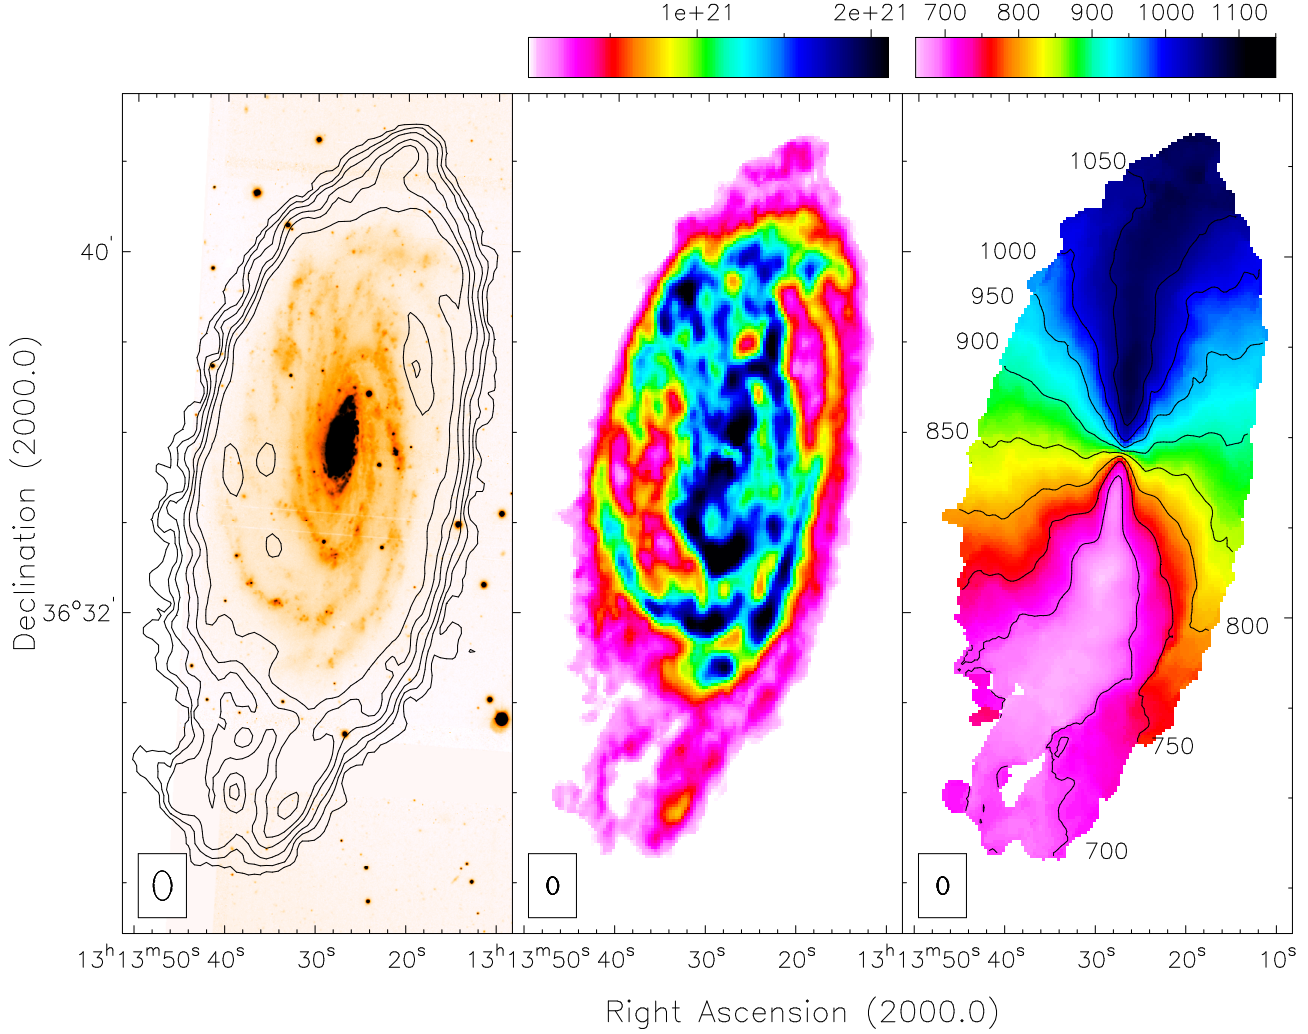 1e+21 2e+21 700 800 900 1000 1100
1050
40' 1000
950
900
850
36°32' 800
750
700
13ʰ13ᵐ50ˢ 40ˢ 30ˢ 20ˢ 13ʰ13ᵐ50ˢ 40ˢ 30ˢ 20ˢ 13ʰ13ᵐ50ˢ 40ˢ 30ˢ 20ˢ 10ˢ
Right Ascension (2000.0)
Declination (2000.0)